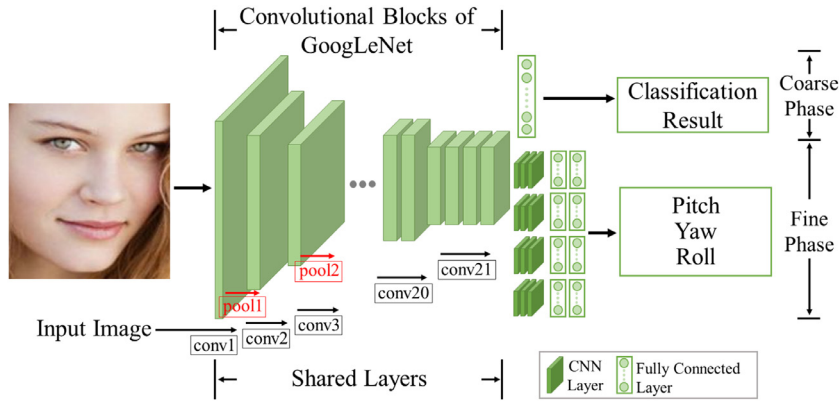 Convolutional Blocks of
GoogLeNet
Classification
Result
Coarse
Phase
Pitch
Yaw
Roll
Fine
Phase
pool1
pool2
conv20
conv21
Input Image
conv1
conv2
conv3
Shared Layers
CNN
Layer
Fully Connected
Layer